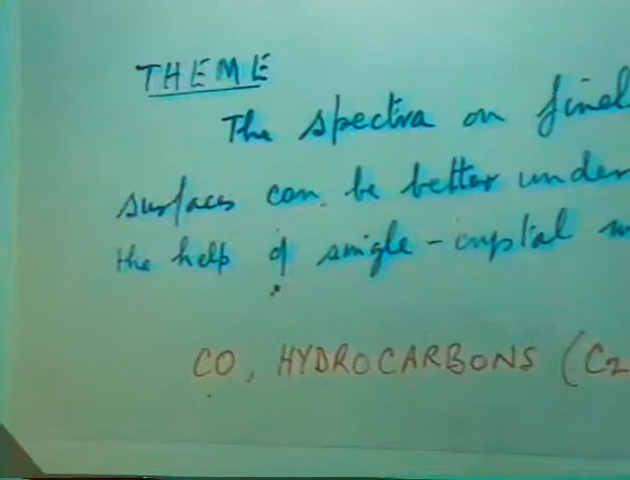 THEME
The spectra on finel
surfaces can be better under
the help of single-crystal
CO, HYDROCARBONS (C2